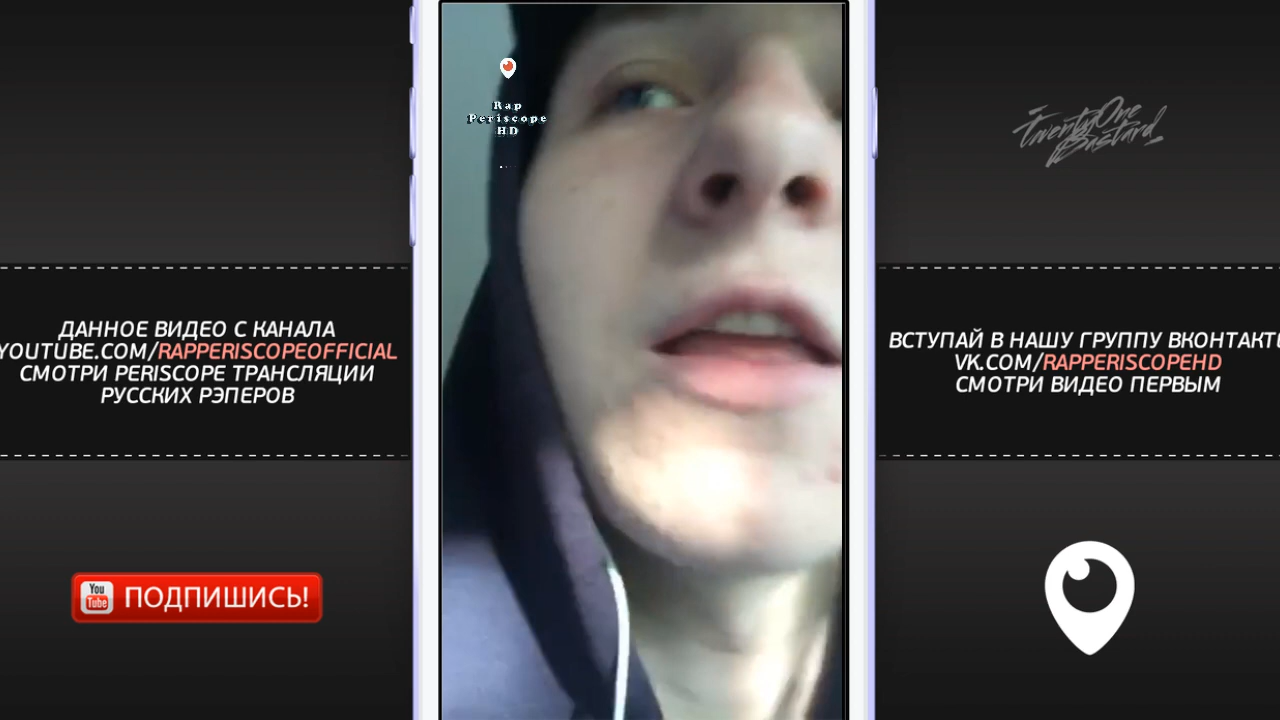 Rap
Periscope
HD
TwentyOne
Bastard
ДАННОЕ ВИДЕО С КАНАЛА
YOUTUBE.COM/RAPPERISCOPEOFFICIAL
СМОТРИ PERISCOPE ТРАНСЛЯЦИИ
РУССКИХ РЭПЕРОВ
ВСТУПАЙ В НАШУ ГРУППУ ВКОНТАКТЕ
VK.COM/RAPPERISCOPEHD
СМОТРИ ВИДЕО ПЕРВЫМ
You
Tube
ПОДПИШИСЬ!